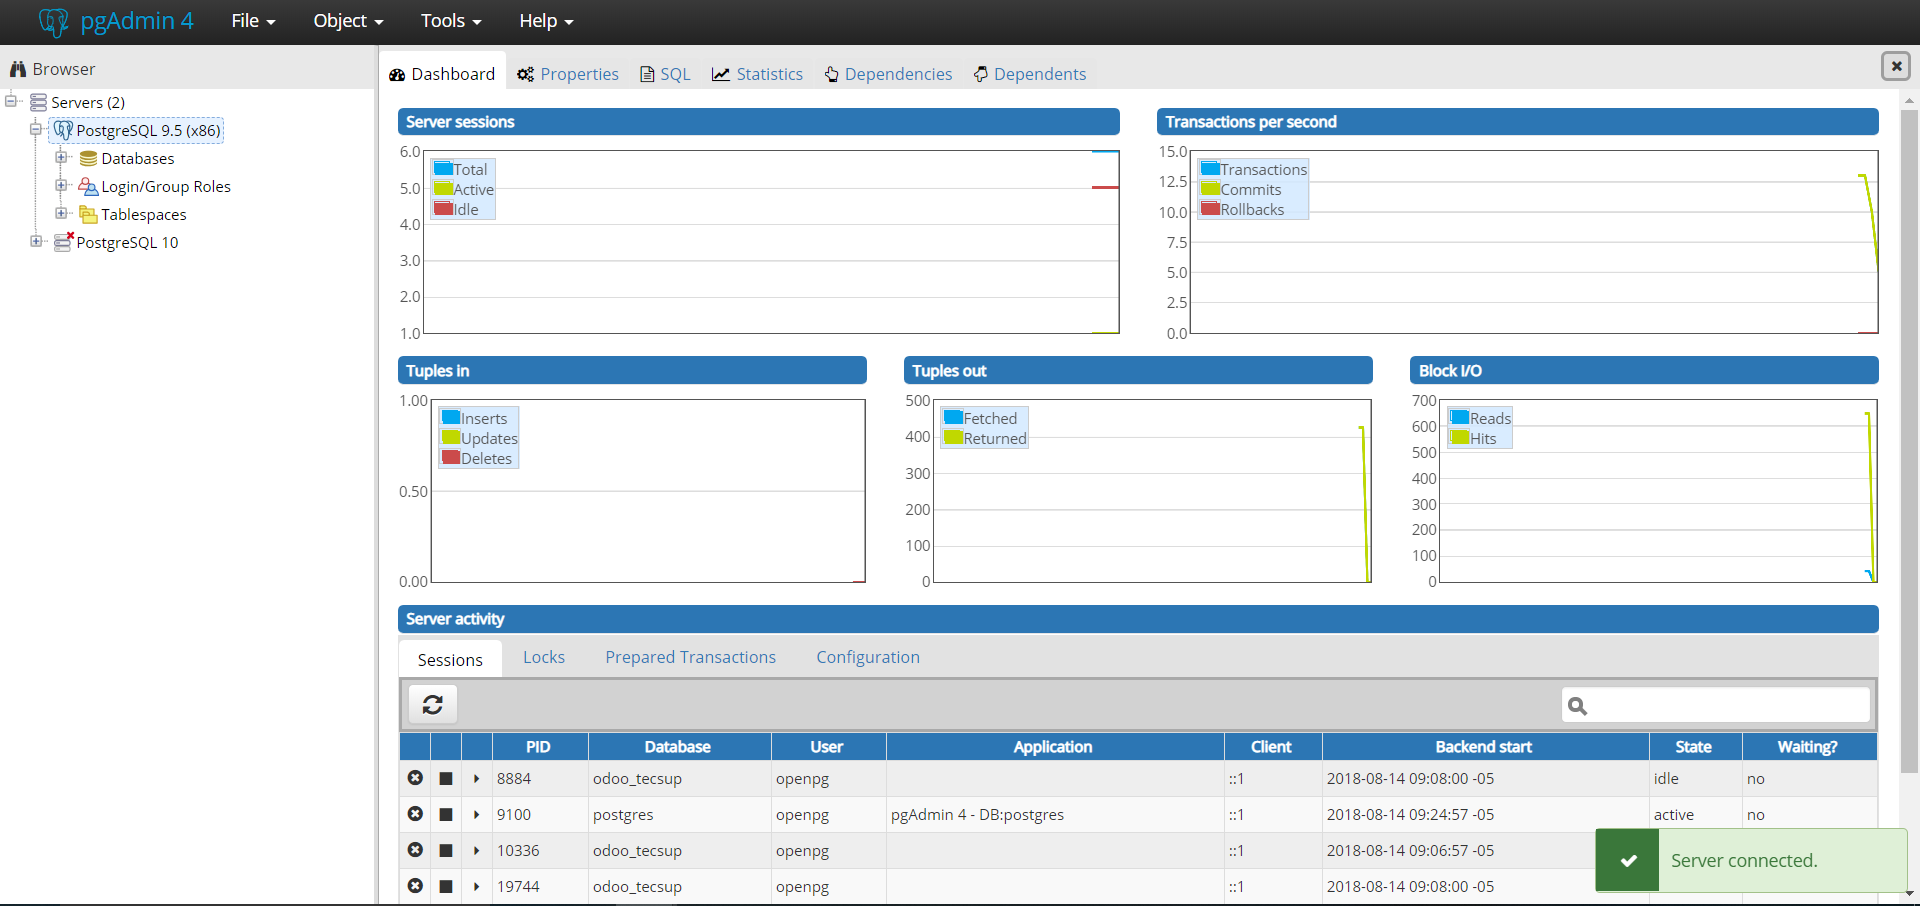 pgAdmin 4 File Object Tools Help
Browser
Dashboard Properties SQL Statistics Dependencies Dependents
Servers (2)
PostgreSQL 9.5 (x86)
Databases
Login/Group Roles
Tablespaces
PostgreSQL 10
Server sessions
6.0
5.0
4.0
3.0
2.0
1.0
Total
Active
Idle
Transactions per second
15.0
12.5
10.0
7.5
5.0
2.5
0.0
Transactions
Commits
Rollbacks
Tuples in
1.00
0.50
0.00
Inserts
Updates
Deletes
Tuples out
500
400
300
200
100
0
Fetched
Returned
Block I/O
700
600
500
400
300
200
100
0
Reads
Hits
Server activity
Sessions Locks Prepared Transactions Configuration
PID Database User Application Client Backend start State Waiting?
8884 odoo_tecsup openpg ::1 2018-08-14 09:08:00 -05 idle no
9100 postgres openpg pgAdmin 4 - DB:postgres ::1 2018-08-14 09:24:57 -05 active no
10336 odoo_tecsup openpg ::1 2018-08-14 09:06:57 -05
19744 odoo_tecsup openpg ::1 2018-08-14 09:08:00 -05
Server connected.